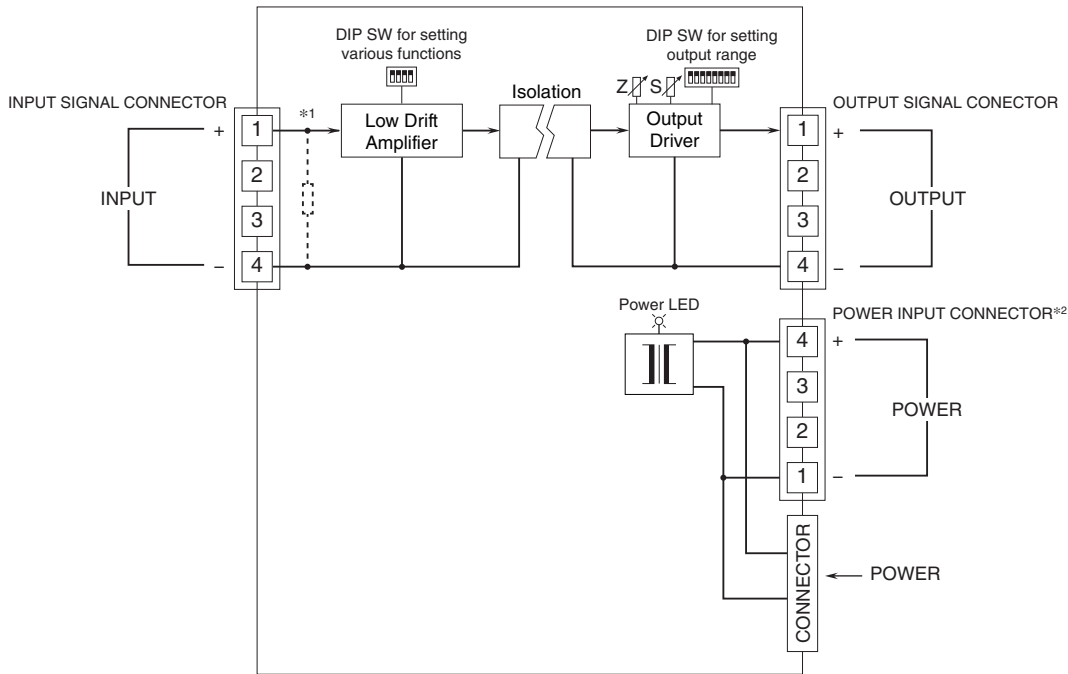 DIP SW for setting
various functions
DIP SW for setting
output range
INPUT SIGNAL CONNECTOR
Isolation
Z
S
OUTPUT SIGNAL CONECTOR
+
1
*1
Low Drift
Amplifier
Output
Driver
1
+
2
2
INPUT
OUTPUT
3
3
−
4
4
−
Power LED
POWER INPUT CONNECTOR*2
4
+
3
POWER
2
1
−
CONNECTOR
POWER